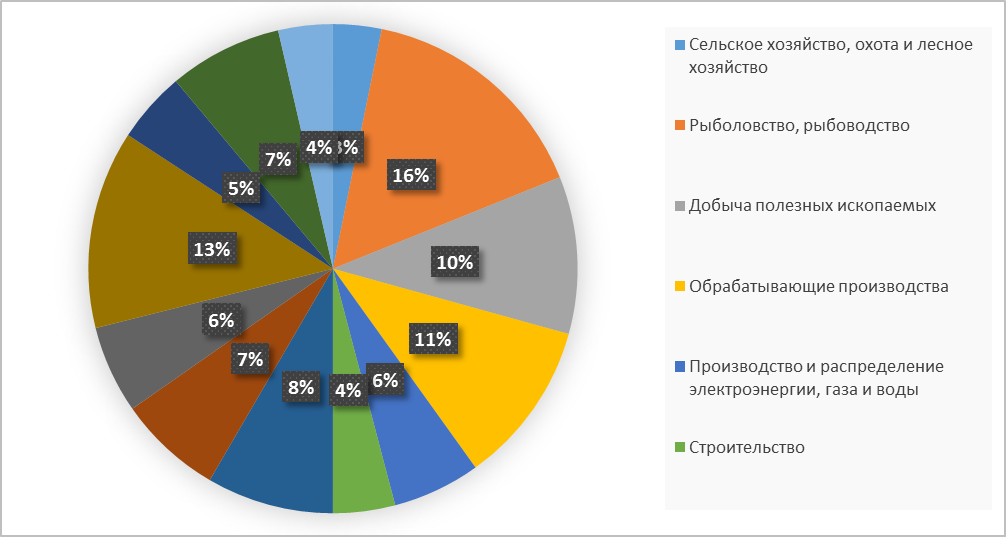 4%
3%
7%
16%
5%
13%
10%
6%
11%
7%
8%
4%
6%
Сельское хозяйство, охота и лесное
хозяйство
Рыболовство, рыбоводство
Добыча полезных ископаемых
Обрабатывающие производства
Производство и распределение
электроэнергии, газа и воды
Строительство